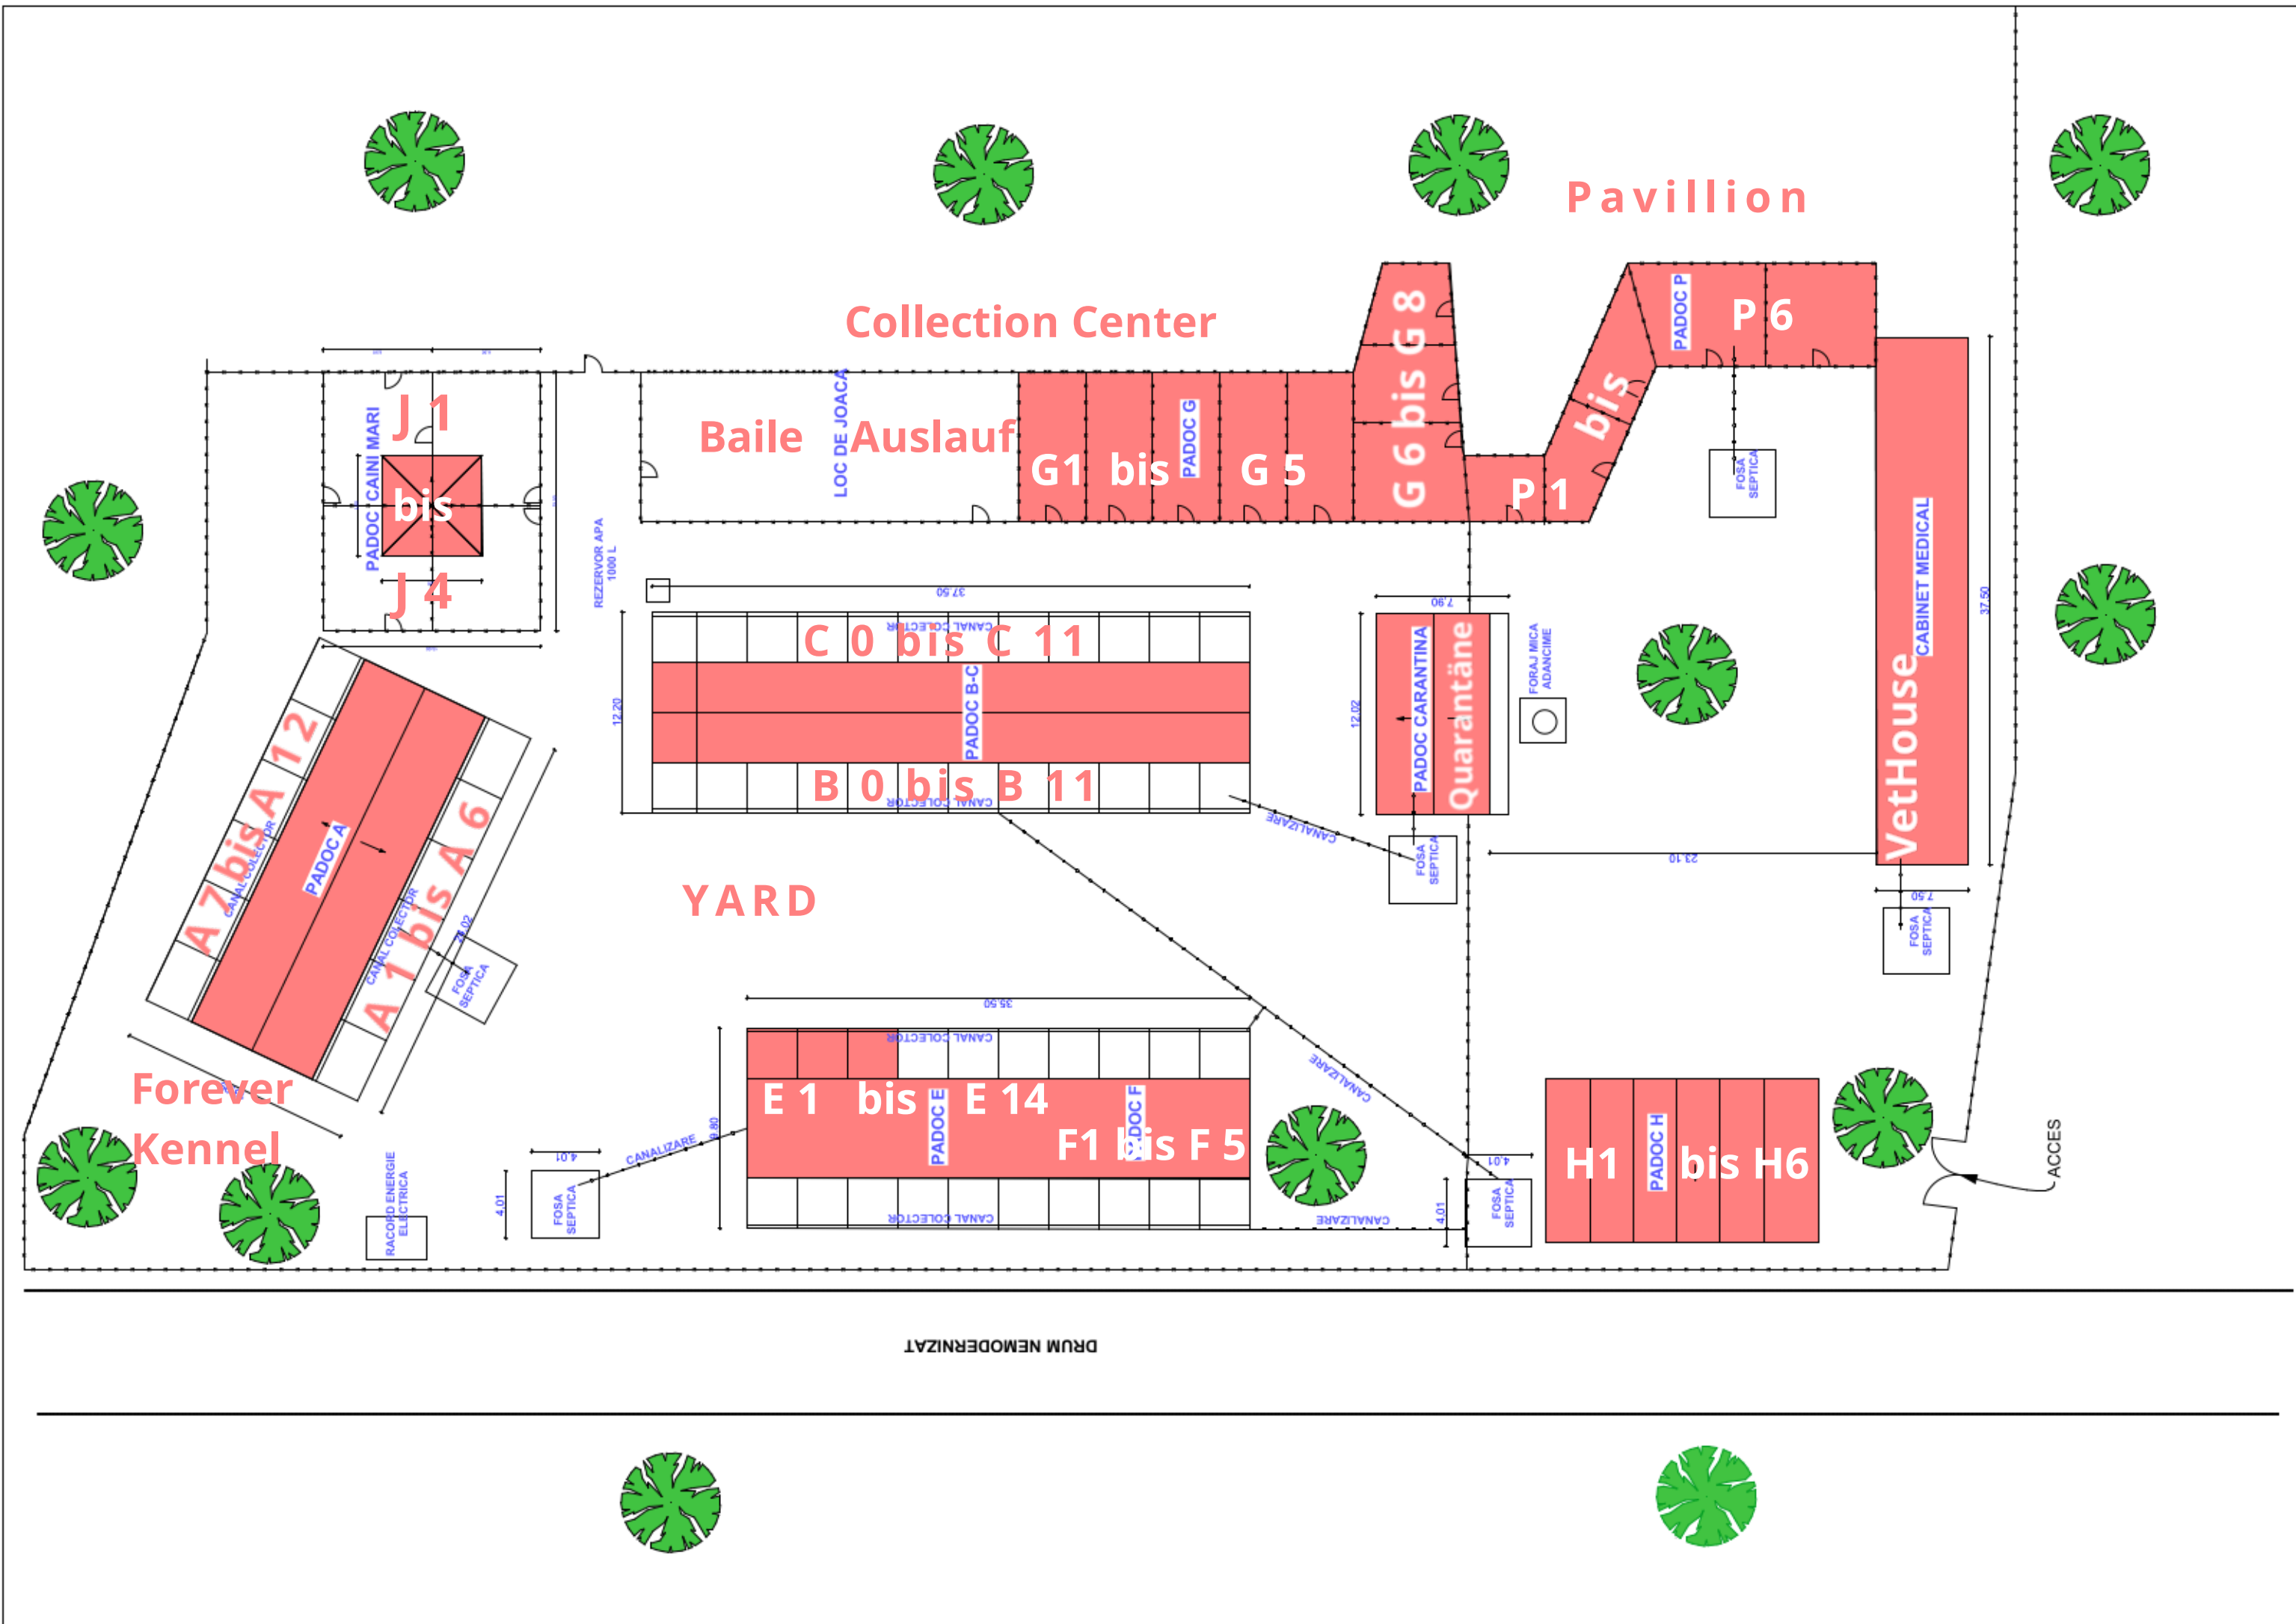 Pavillion
Collection Center
PADOC P
P 6
G 6 bis G 8
bis
P 1
FOSA
SEPTICA
J 1
PADOC CAINI MARI
bis
J 4
Baile Auslauf
LOC DE JOACA
G1 bis
PADOC G
G 5
REZERVOR APA
1000 L
37.50
CANAL COLECTOR
C 0 bis C 11
12.20
PADOC B-C
B 0 bis B 11
CANAL COLECTOR
CANALIZARE
7.90
12.02
PADOC CARANTINA
Quarantäne
FORAJ MICA
ADANCIME
FOSA
SEPTICA
23.10
CABINET MEDICAL
VetHouse
37.50
7.50
FOSA
SEPTICA
A 7 bis A 12
CANAL COLECTOR
PADOC A
A 1 bis A 6
CANAL COLECTOR
FOSA
SEPTICA
YARD
Forever
Kennel
RACORD ENERGIE
ELECTRICA
4.01
4.01
FOSA
SEPTICA
CANALIZARE
35.50
CANAL COLECTOR
9.80
E 1 bis E 14
PADOC E
PADOC F
F1 bis F 5
CANAL COLECTOR
CANALIZARE
CANALIZARE
4.01
4.01
FOSA
SEPTICA
H1 bis H6
PADOC H
ACCES
DRUM NEMODERNIZAT